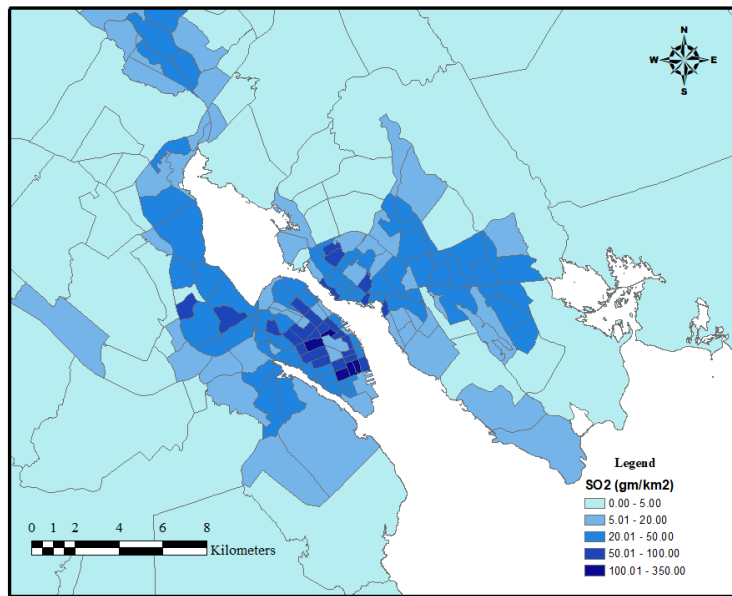 N
W E
S
Legend
SO2 (gm/km2)
0.00 - 5.00
5.01 - 20.00
20.01 - 50.00
50.01 - 100.00
100.01 - 350.00
0 1 2 4 6 8
Kilometers